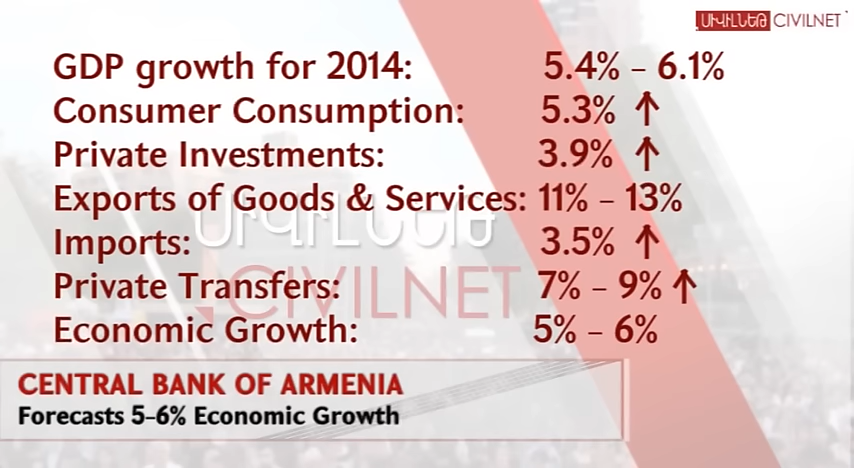 ՍԻՎԻԼՆԵԹ CIVILNET
GDP growth for 2014: 5.4% – 6.1%
Consumer Consumption: 5.3% ↑
Private Investments: 3.9% ↑
Exports of Goods & Services: 11% – 13%
Imports: 3.5% ↑
Private Transfers: 7% – 9% ↑
Economic Growth: 5% – 6%
ՍԻՎԻԼՆԵԹ
CIVILNET
CENTRAL BANK OF ARMENIA
Forecasts 5-6% Economic Growth